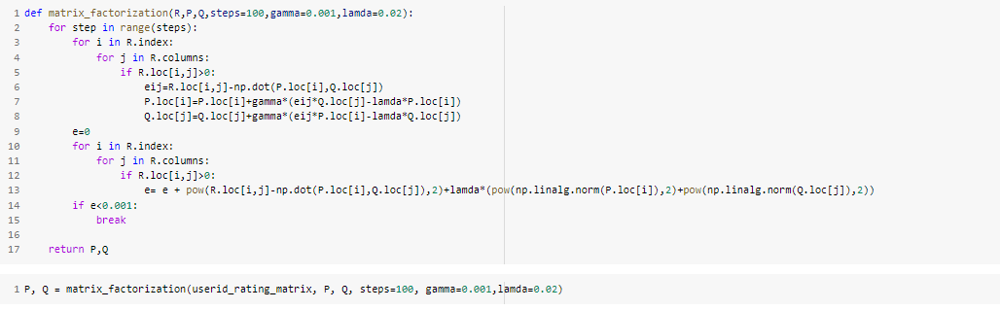 1 def matrix_factorization(R,P,Q,steps=100,gamma=0.001,lamda=0.02):
2     for step in range(steps):
3         for i in R.index:
4             for j in R.columns:
5                 if R.loc[i,j]>0:
6                     eij=R.loc[i,j]-np.dot(P.loc[i],Q.loc[j])
7                     P.loc[i]=P.loc[i]+gamma*(eij*Q.loc[j]-lamda*P.loc[i])
8                     Q.loc[j]=Q.loc[j]+gamma*(eij*P.loc[i]-lamda*Q.loc[j])
9         e=0
10         for i in R.index:
11             for j in R.columns:
12                 if R.loc[i,j]>0:
13                     e= e + pow(R.loc[i,j]-np.dot(P.loc[i],Q.loc[j]),2)+lamda*(pow(np.linalg.norm(P.loc[i]),2)+pow(np.linalg.norm(Q.loc[j]),2))
14         if e<0.001:
15             break
16
17     return P,Q
1 P, Q = matrix_factorization(userid_rating_matrix, P, Q, steps=100, gamma=0.001,lamda=0.02)